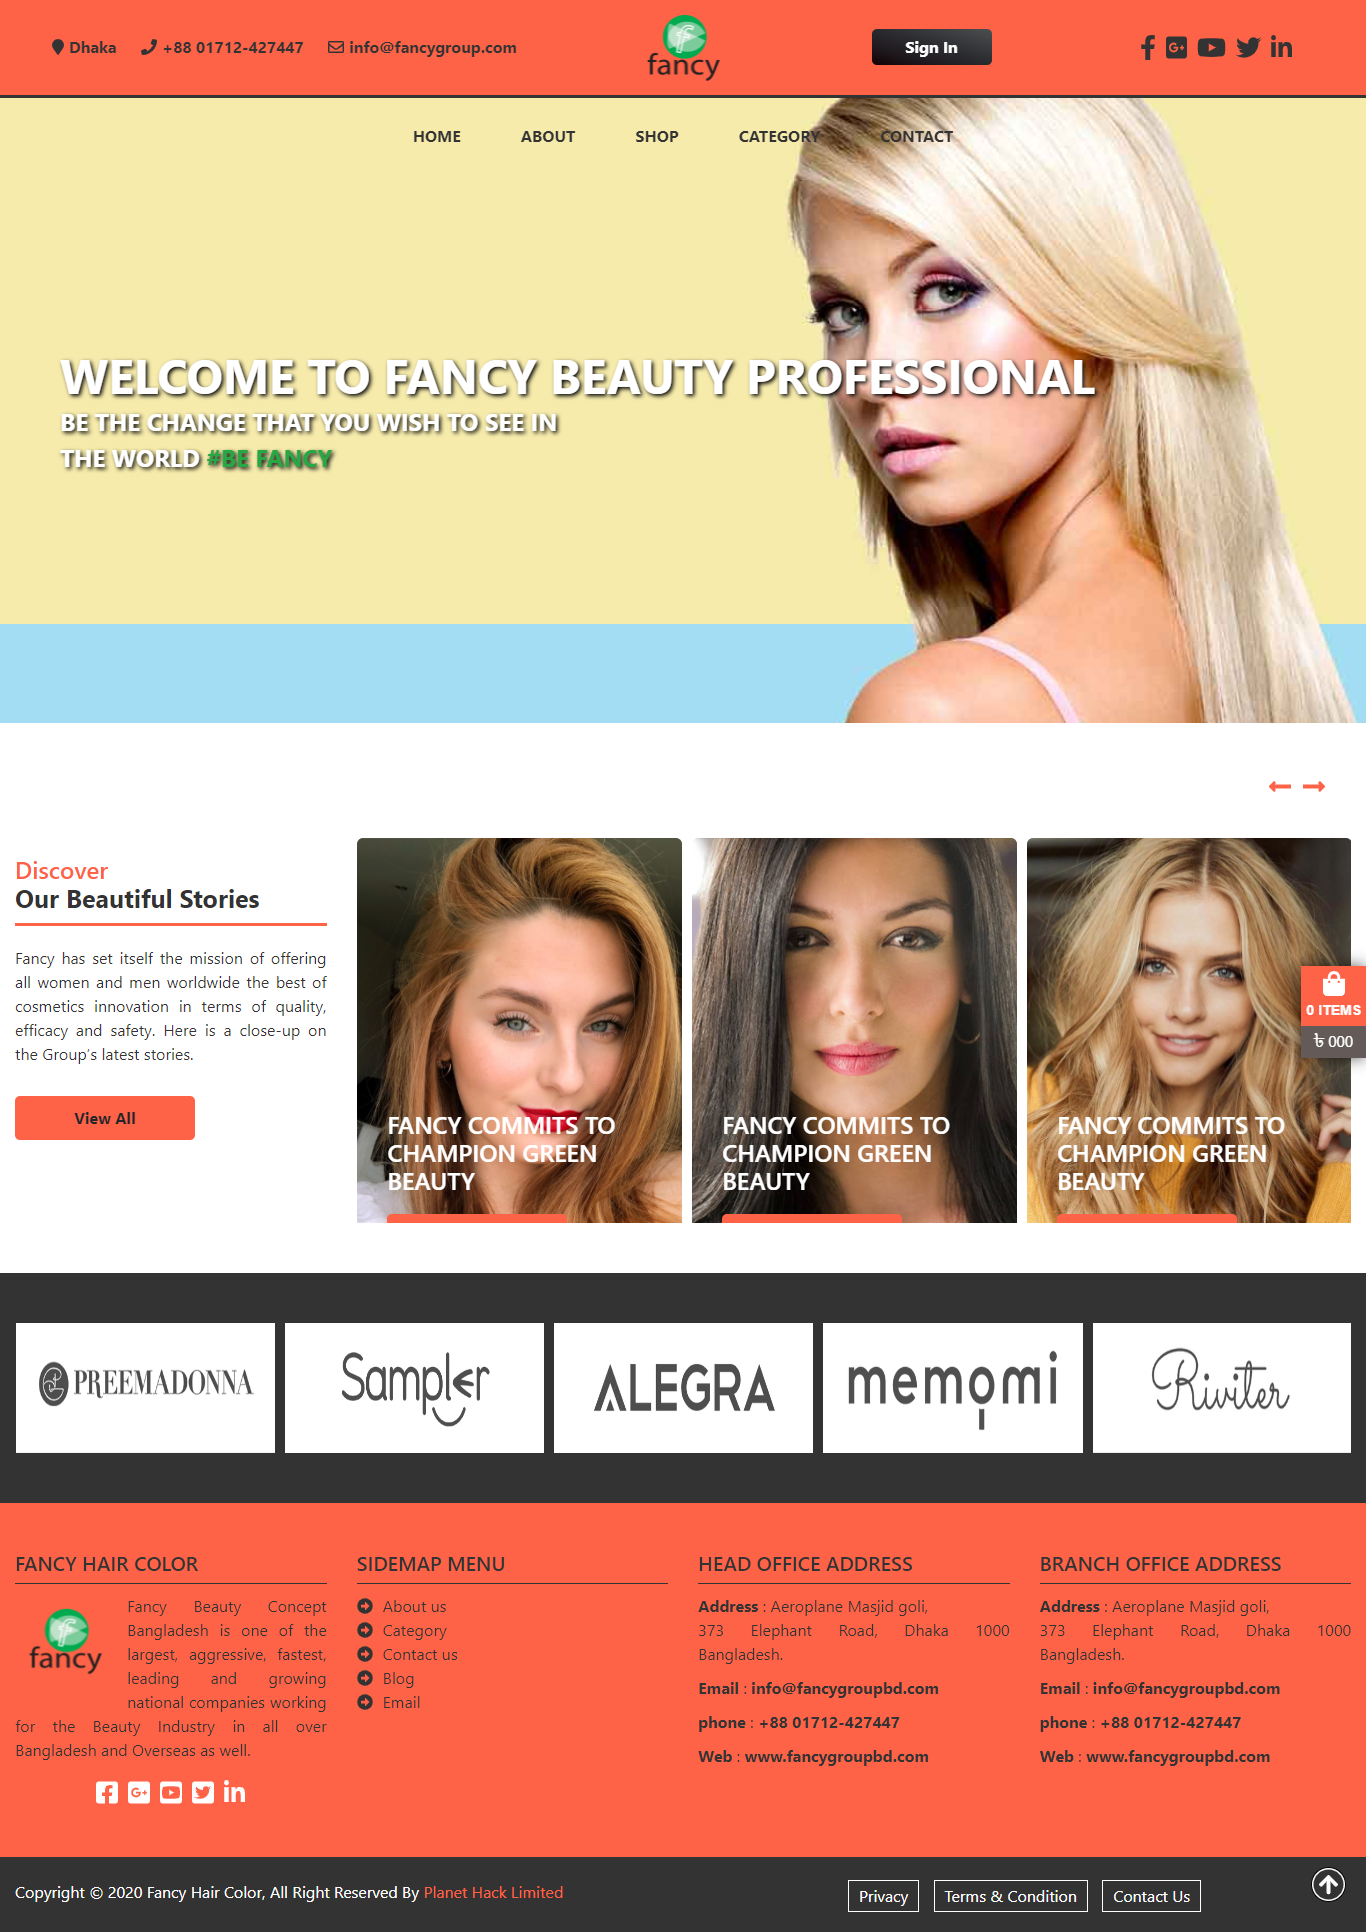 Dhaka +88 01712-427447 info@fancygroup.com
fancy
Sign In
HOME ABOUT SHOP CATEGORY CONTACT
WELCOME TO FANCY BEAUTY PROFESSIONAL
BE THE CHANGE THAT YOU WISH TO SEE IN
THE WORLD #BE FANCY
Discover
Our Beautiful Stories
Fancy has set itself the mission of offering
all women and men worldwide the best of
cosmetics innovation in terms of quality,
efficacy and safety. Here is a close-up on
the Group's latest stories.
View All
FANCY COMMITS TO
CHAMPION GREEN
BEAUTY
FANCY COMMITS TO
CHAMPION GREEN
BEAUTY
FANCY COMMITS TO
CHAMPION GREEN
BEAUTY
0 ITEMS
৳ 000
PREEMADONNA
Sampler
ALEGRA
memomi
Riviter
FANCY HAIR COLOR
fancy
Fancy Beauty Concept
Bangladesh is one of the
largest, aggressive, fastest,
leading and growing
national companies working
for the Beauty Industry in all over
Bangladesh and Overseas as well.
SIDEMAP MENU
About us
Category
Contact us
Blog
Email
HEAD OFFICE ADDRESS
Address : Aeroplane Masjid goli,
373 Elephant Road, Dhaka 1000
Bangladesh.
Email : info@fancygroupbd.com
phone : +88 01712-427447
Web : www.fancygroupbd.com
BRANCH OFFICE ADDRESS
Address : Aeroplane Masjid goli,
373 Elephant Road, Dhaka 1000
Bangladesh.
Email : info@fancygroupbd.com
phone : +88 01712-427447
Web : www.fancygroupbd.com
Copyright © 2020 Fancy Hair Color, All Right Reserved By Planet Hack Limited
Privacy
Terms & Condition
Contact Us